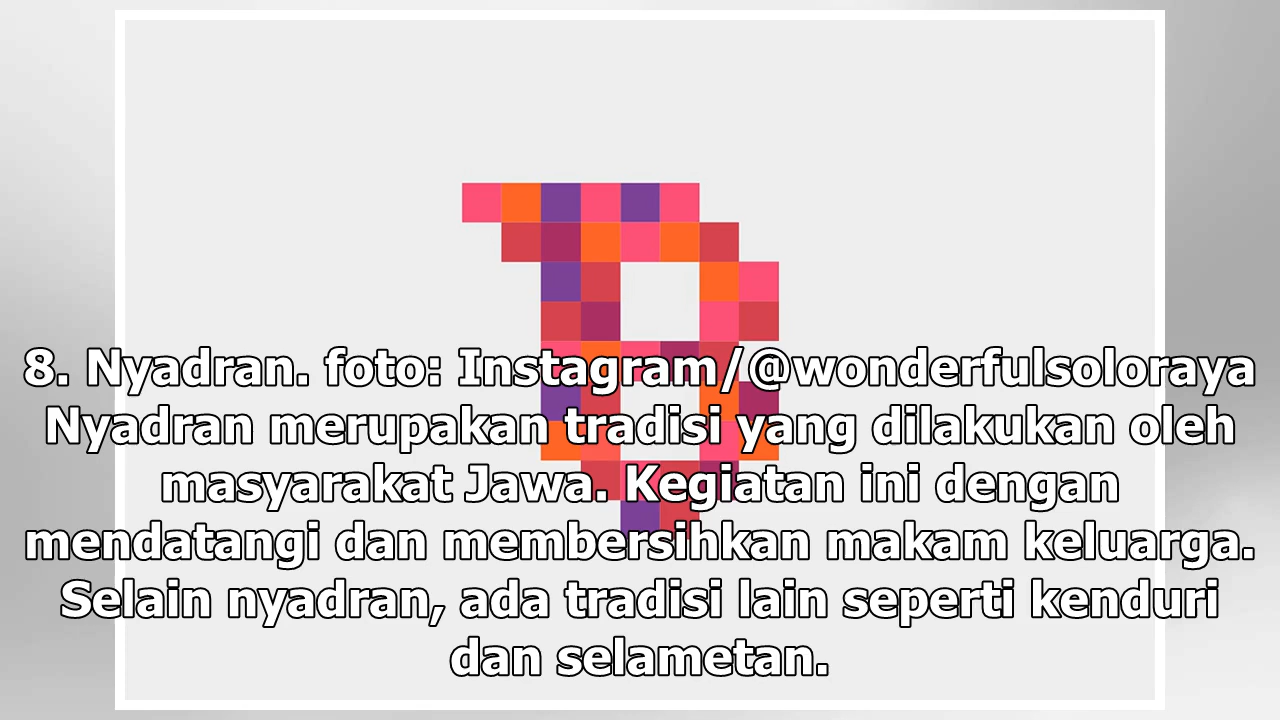 8. Nyadran. foto: Instagram/@wonderfulsoloraya
Nyadran merupakan tradisi yang dilakukan oleh
masyarakat Jawa. Kegiatan ini dengan
mendatangi dan membersihkan makam keluarga.
Selain nyadran, ada tradisi lain seperti kenduri
dan selametan.